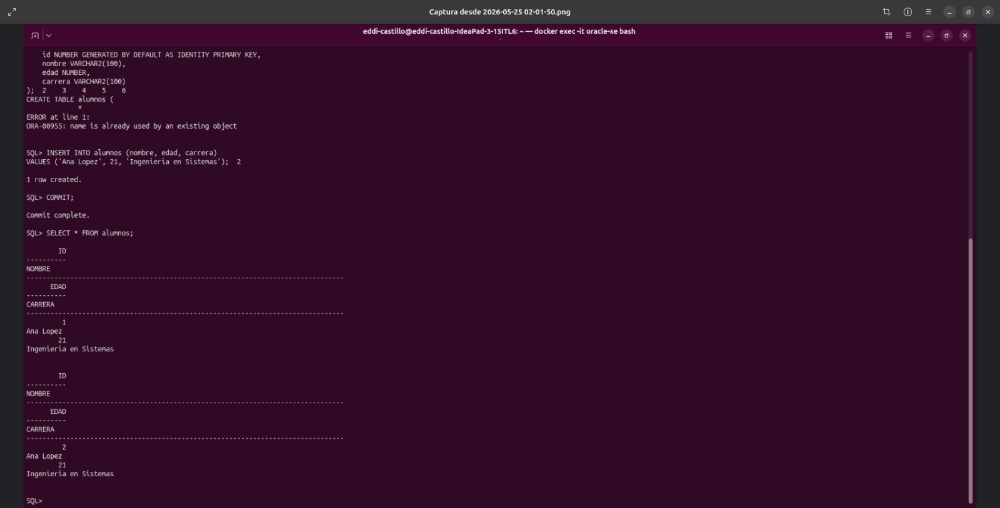 Captura desde 2026-05-25 02-01-50.png
eddi-castillo@eddi-castillo-IdeaPad-3-15ITL6: ~ — docker exec -it oracle-xe bash
~
    id NUMBER GENERATED BY DEFAULT AS IDENTITY PRIMARY KEY,
    nombre VARCHAR2(100),
    edad NUMBER,
    carrera VARCHAR2(100)
);  2    3    4    5    6
CREATE TABLE alumnos (
             *
ERROR at line 1:
ORA-00955: name is already used by an existing object
SQL> INSERT INTO alumnos (nombre, edad, carrera)
VALUES ('Ana Lopez', 21, 'Ingenieria en Sistemas');  2
1 row created.
SQL> COMMIT;
Commit complete.
SQL> SELECT * FROM alumnos;
        ID
----------
NOMBRE
--------------------------------------------------------------------------------
      EDAD
----------
CARRERA
--------------------------------------------------------------------------------
         1
Ana Lopez
        21
Ingenieria en Sistemas
        ID
----------
NOMBRE
--------------------------------------------------------------------------------
      EDAD
----------
CARRERA
--------------------------------------------------------------------------------
         2
Ana Lopez
        21
Ingenieria en Sistemas
SQL>